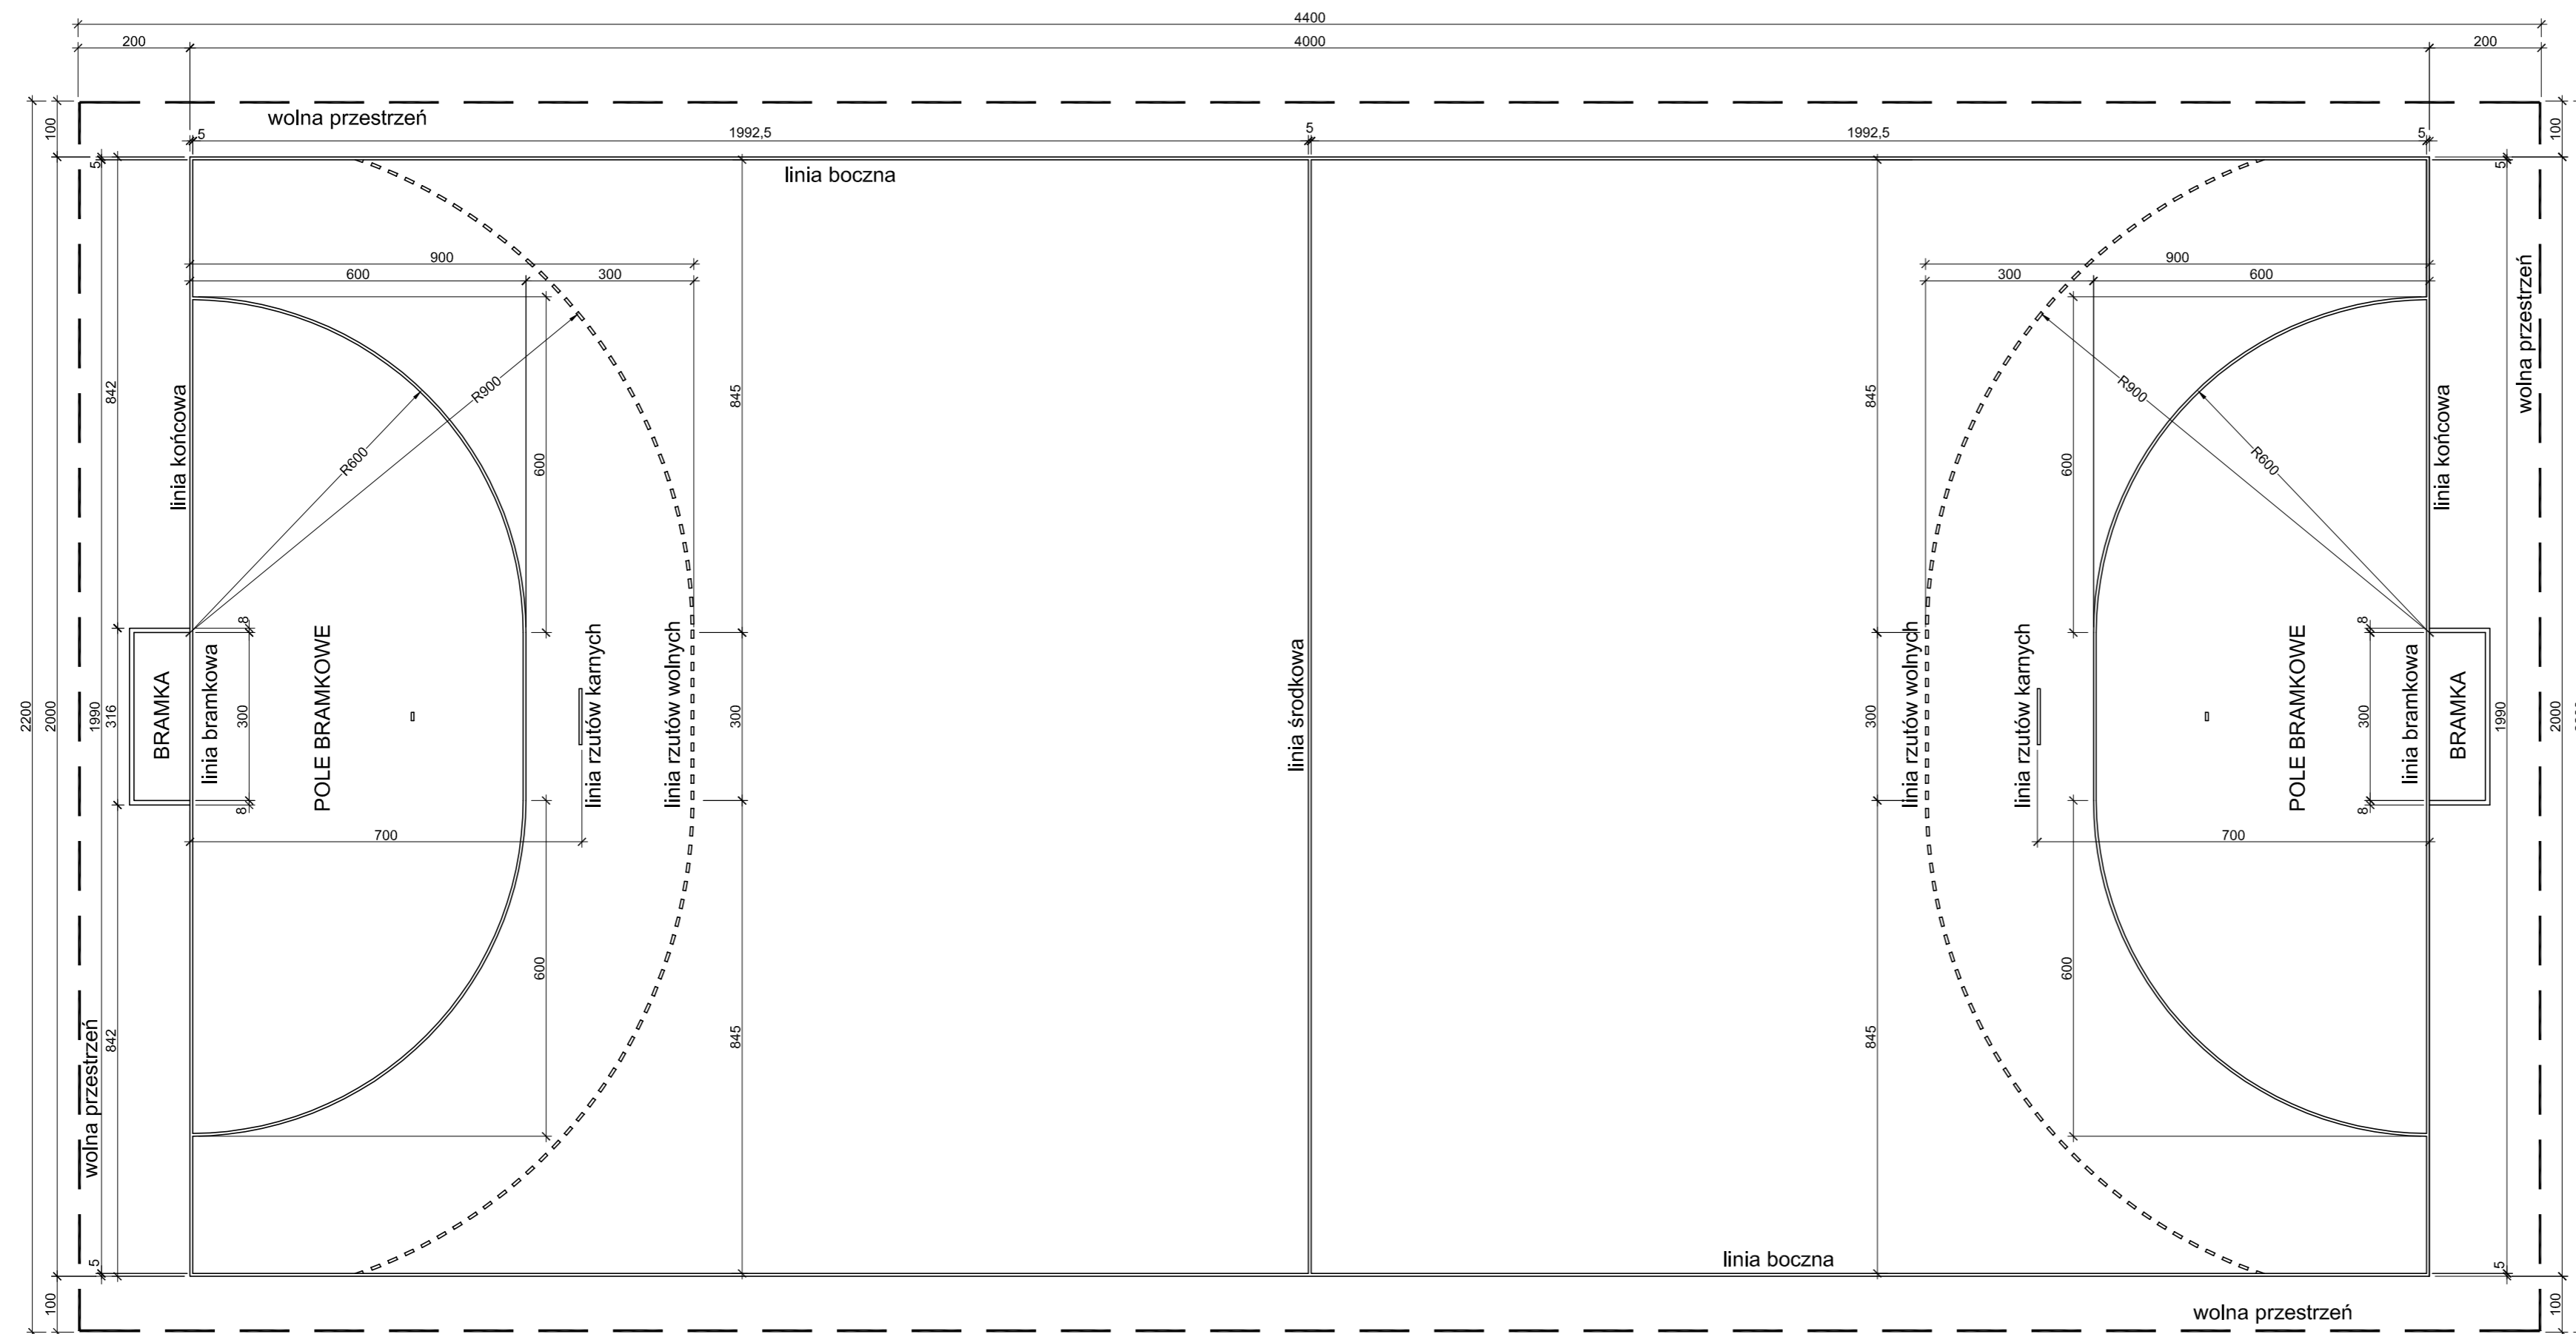 4400
200
4000
200
wolna przestrzeń
100
100
5
1992,5
5
1992,5
5
5
5
linia boczna
900
600
300
900
300
600
wolna przestrzeń
842
linia końcowa
R600
R900
600
845
845
R900
R600
600
linia końcowa
8
8
2200
2000
1990
316
BRAMKA
linia bramkowa
300
POLE BRAMKOWE
linia rzutów karnych
linia rzutów wolnych
300
linia środkowa
300
linia rzutów wolnych
linia rzutów karnych
POLE BRAMKOWE
300
linia bramkowa
BRAMKA
1990
2000
8
8
700
700
wolna przestrzeń
842
600
845
845
600
5
linia boczna
5
100
wolna przestrzeń
100